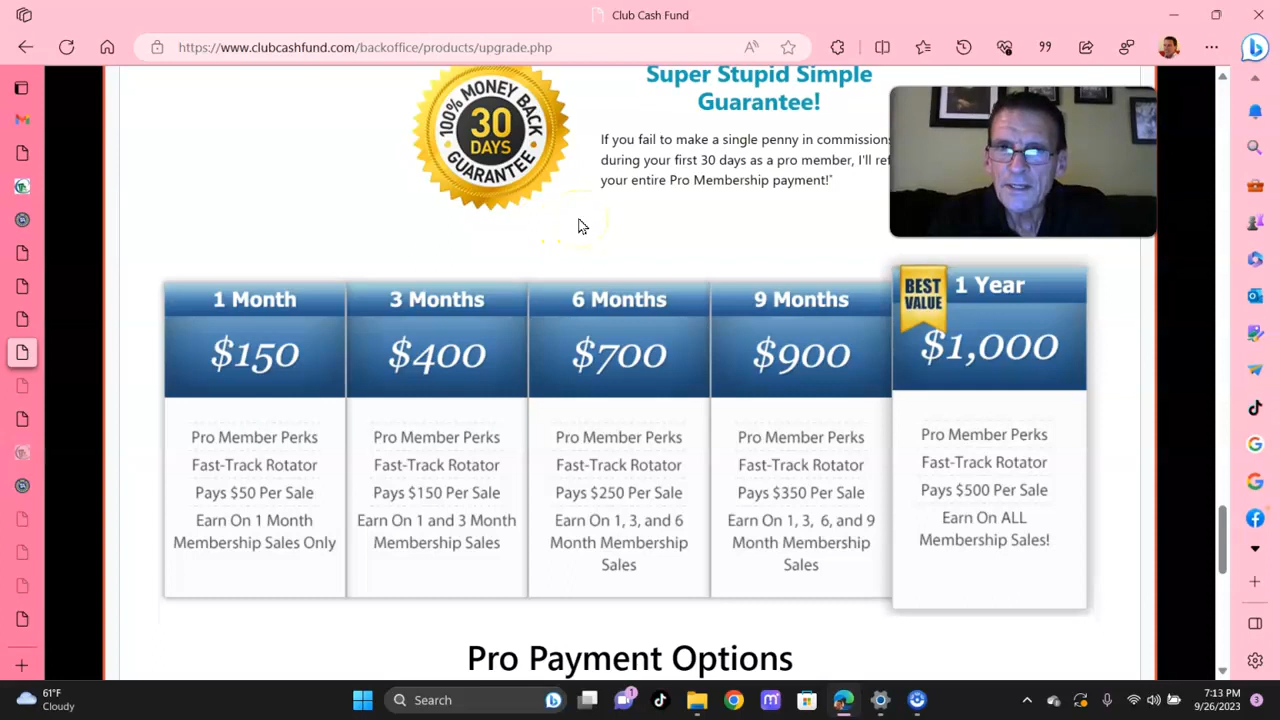 Club Cash Fund
https://www.clubcashfund.com/backoffice/products/upgrade.php
100% MONEY BACK
30
DAYS
GUARANTEE
Super Stupid Simple
Guarantee!
If you fail to make a single penny in commissions
during your first 30 days as a pro member, I'll ref
your entire Pro Membership payment!*
1 Month
$150
Pro Member Perks
Fast-Track Rotator
Pays $50 Per Sale
Earn On 1 Month
Membership Sales Only
3 Months
$400
Pro Member Perks
Fast-Track Rotator
Pays $150 Per Sale
Earn On 1 and 3 Month
Membership Sales
6 Months
$700
Pro Member Perks
Fast-Track Rotator
Pays $250 Per Sale
Earn On 1, 3, and 6
Month Membership
Sales
9 Months
$900
Pro Member Perks
Fast-Track Rotator
Pays $350 Per Sale
Earn On 1, 3, 6, and 9
Month Membership
Sales
BEST
VALUE
1 Year
$1,000
Pro Member Perks
Fast-Track Rotator
Pays $500 Per Sale
Earn On ALL
Membership Sales!
Pro Payment Options
61°F
Cloudy
Search
1
7:13 PM
9/26/2023
3